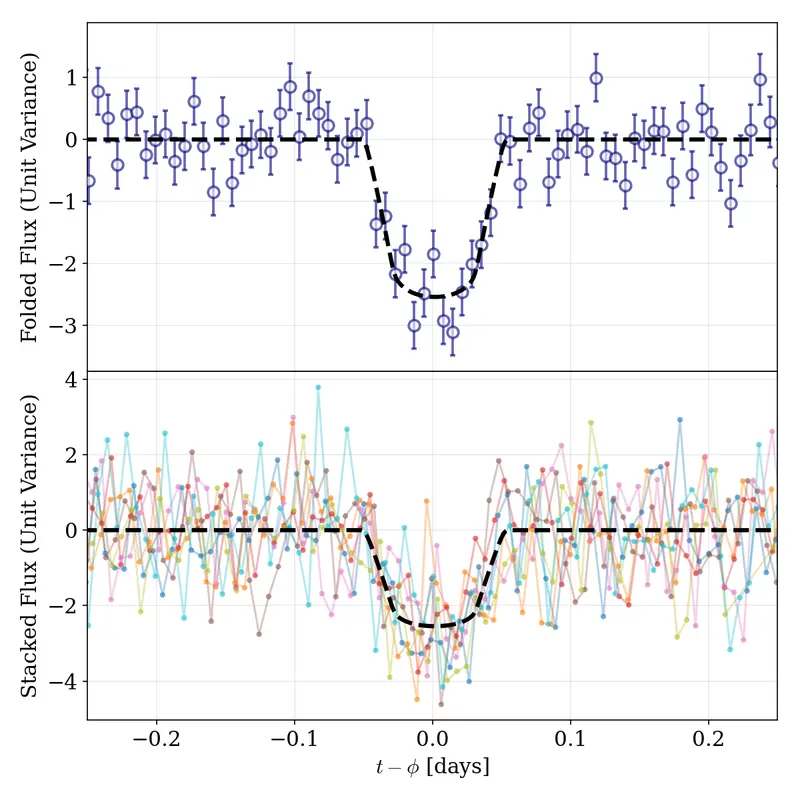 Folded Flux (Unit Variance)
1
0
−1
−2
−3
Stacked Flux (Unit Variance)
4
2
0
−2
−4
−0.2 −0.1 0.0 0.1 0.2
t − ϕ [days]